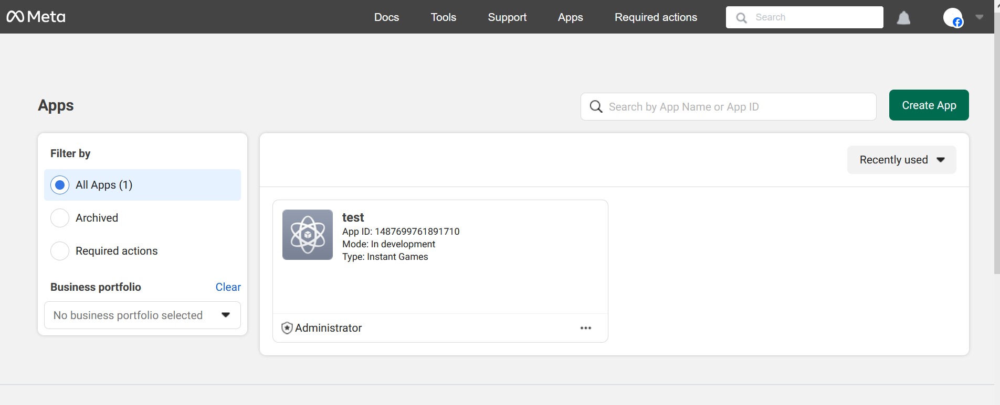 Meta
Docs
Tools
Support
Apps
Required actions
Search
Apps
Search by App Name or App ID
Create App
Filter by
All Apps (1)
Archived
Required actions
Business portfolio
Clear
No business portfolio selected
Recently used
test
App ID: 1487699761891710
Mode: In development
Type: Instant Games
Administrator